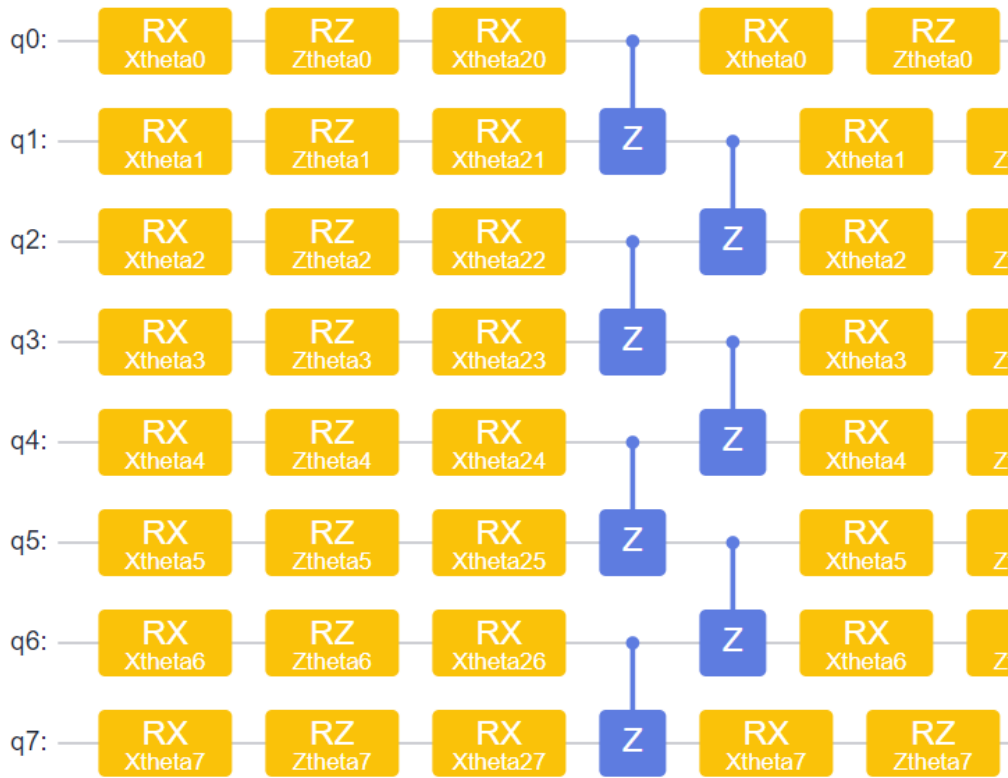 q0: RX RZ RX RX RZ
Xtheta0 Ztheta0 Xtheta20 Xtheta0 Ztheta0
q1: RX RZ RX Z RX
Xtheta1 Ztheta1 Xtheta21 Xtheta1 Z
q2: RX RZ RX Z RX
Xtheta2 Ztheta2 Xtheta22 Xtheta2 Z
q3: RX RZ RX Z RX
Xtheta3 Ztheta3 Xtheta23 Xtheta3 Z
q4: RX RZ RX Z RX
Xtheta4 Ztheta4 Xtheta24 Xtheta4 Z
q5: RX RZ RX Z RX
Xtheta5 Ztheta5 Xtheta25 Xtheta5 Z
q6: RX RZ RX Z RX
Xtheta6 Ztheta6 Xtheta26 Xtheta6 Z
q7: RX RZ RX Z RX RZ
Xtheta7 Ztheta7 Xtheta27 Xtheta7 Ztheta7